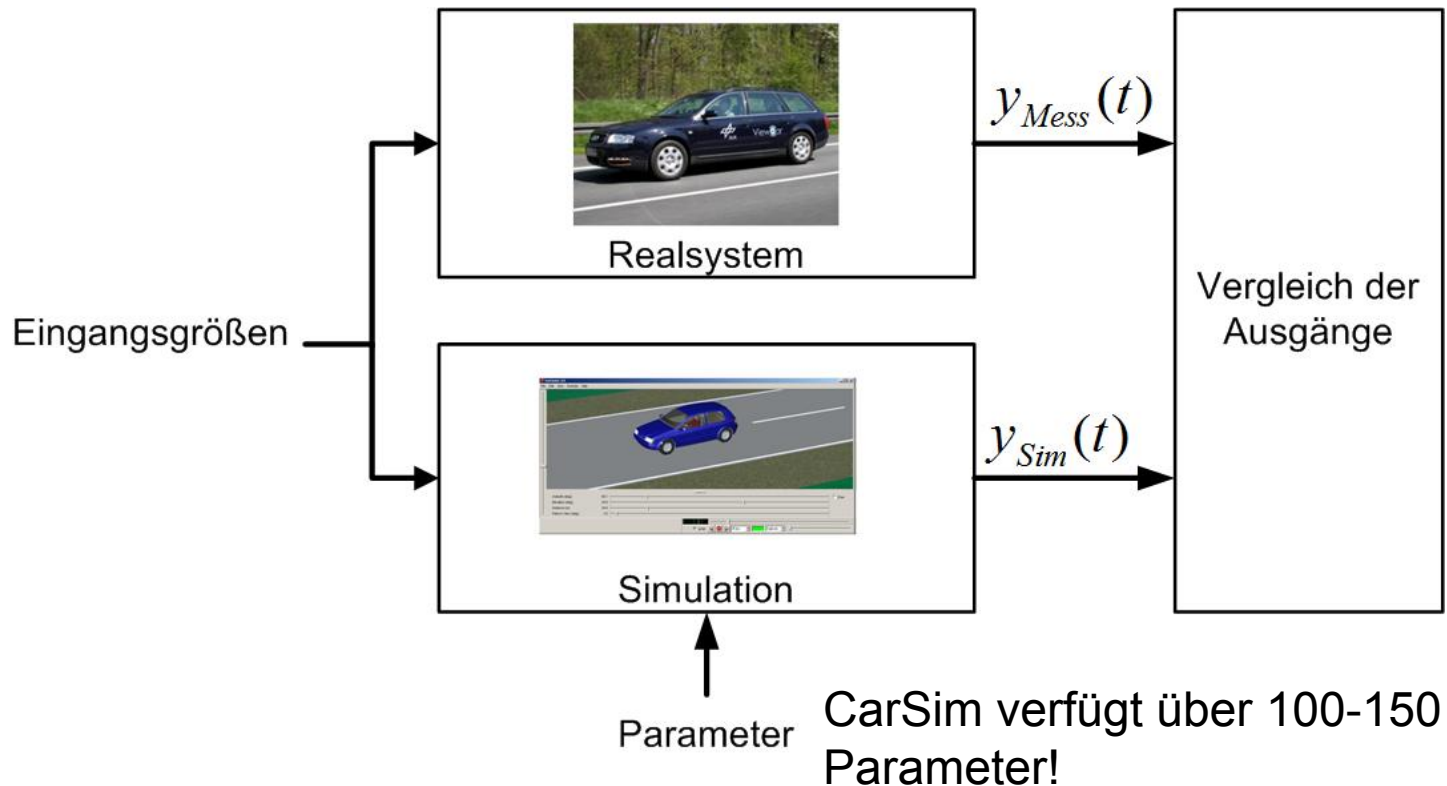 y_Mess(t)
Realsystem
Eingangsgrößen
Vergleich der
Ausgänge
y_Sim(t)
Simulation
Parameter
CarSim verfügt über 100-150
Parameter!